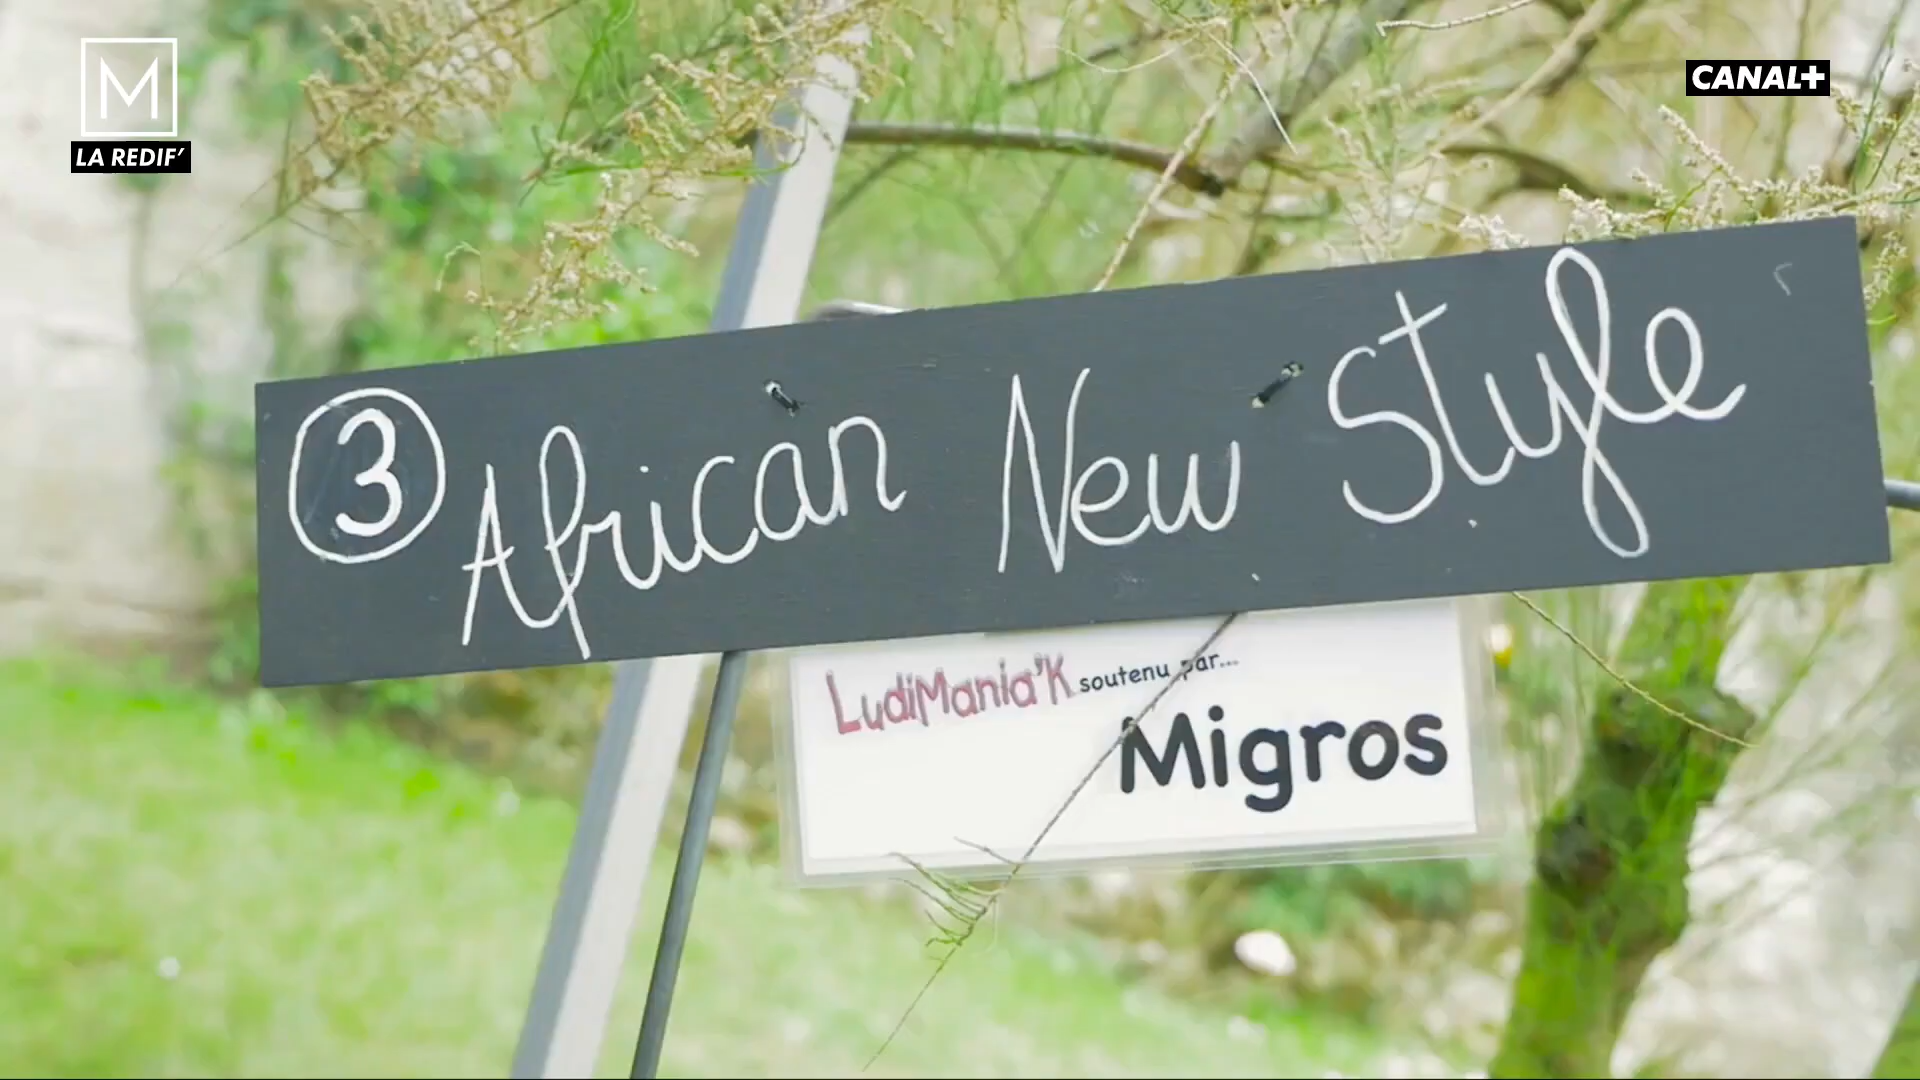 M
LA REDIF'
CANAL+
3 African New Style
LudiMania'K soutenu par...
Migros